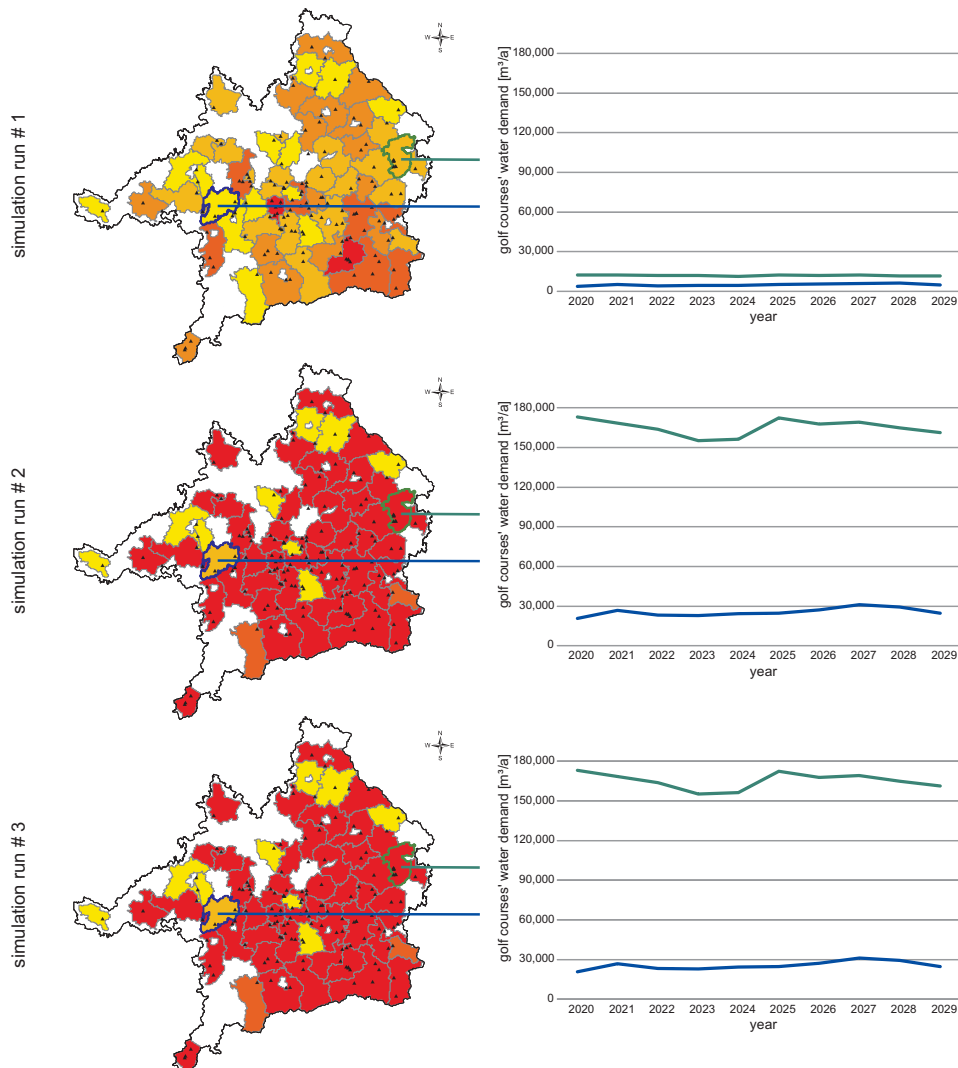 simulation run # 1
N
W E
S
golf courses' water demand [m³/a]
180,000
150,000
120,000
90,000
60,000
30,000
0
2020 2021 2022 2023 2024 2025 2026 2027 2028 2029
year
simulation run # 2
N
W E
S
golf courses' water demand [m³/a]
180,000
150,000
120,000
90,000
60,000
30,000
0
2020 2021 2022 2023 2024 2025 2026 2027 2028 2029
year
simulation run # 3
N
W E
S
golf courses' water demand [m³/a]
180,000
150,000
120,000
90,000
60,000
30,000
0
2020 2021 2022 2023 2024 2025 2026 2027 2028 2029
year